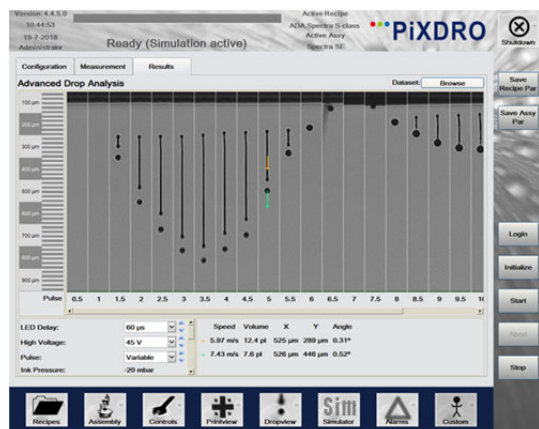 Version: 4.4.5.0
10:44:53
19-7-2018
Administrator
Ready (Simulation active)
Active Recipe
ADA Spectra S-class
Active Assy
Spectra SE
PiXDRO
Shutdown
Configuration Measurement Results
Advanced Drop Analysis
Dataset: Browse
Save Recipe Par
Save Assy Par
100 µm
200 µm
300 µm
400 µm
500 µm
600 µm
700 µm
800 µm
900 µm
Pulse 0.5 1 1.5 2 2.5 3 3.5 4 4.5 5 5.5 6 6.5 7 7.5 8 8.5 9 9.5 10
LED Delay: 60 µs
High Voltage: 45 V
Pulse: Variable
Ink Pressure: -20 mbar
Speed Volume X Y Angle
5.97 m/s 12.4 pl 525 µm 289 µm 0.31º
7.43 m/s 7.6 pl 526 µm 446 µm 0.52º
Login
Initialize
Start
About
Stop
Recipes
Assembly
Controls
Printview
Dropview
Sim
Simulator
Alarms
Custom